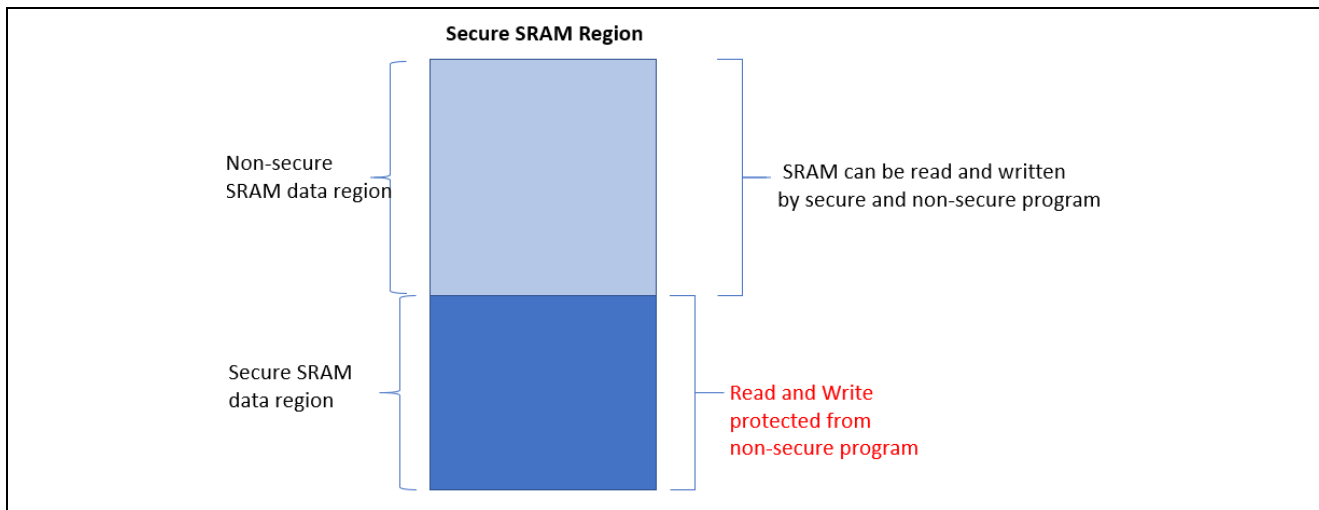 Secure SRAM Region
Non-secure
SRAM data region
SRAM can be read and written
by secure and non-secure program
Secure SRAM
data region
Read and Write
protected from
non-secure program